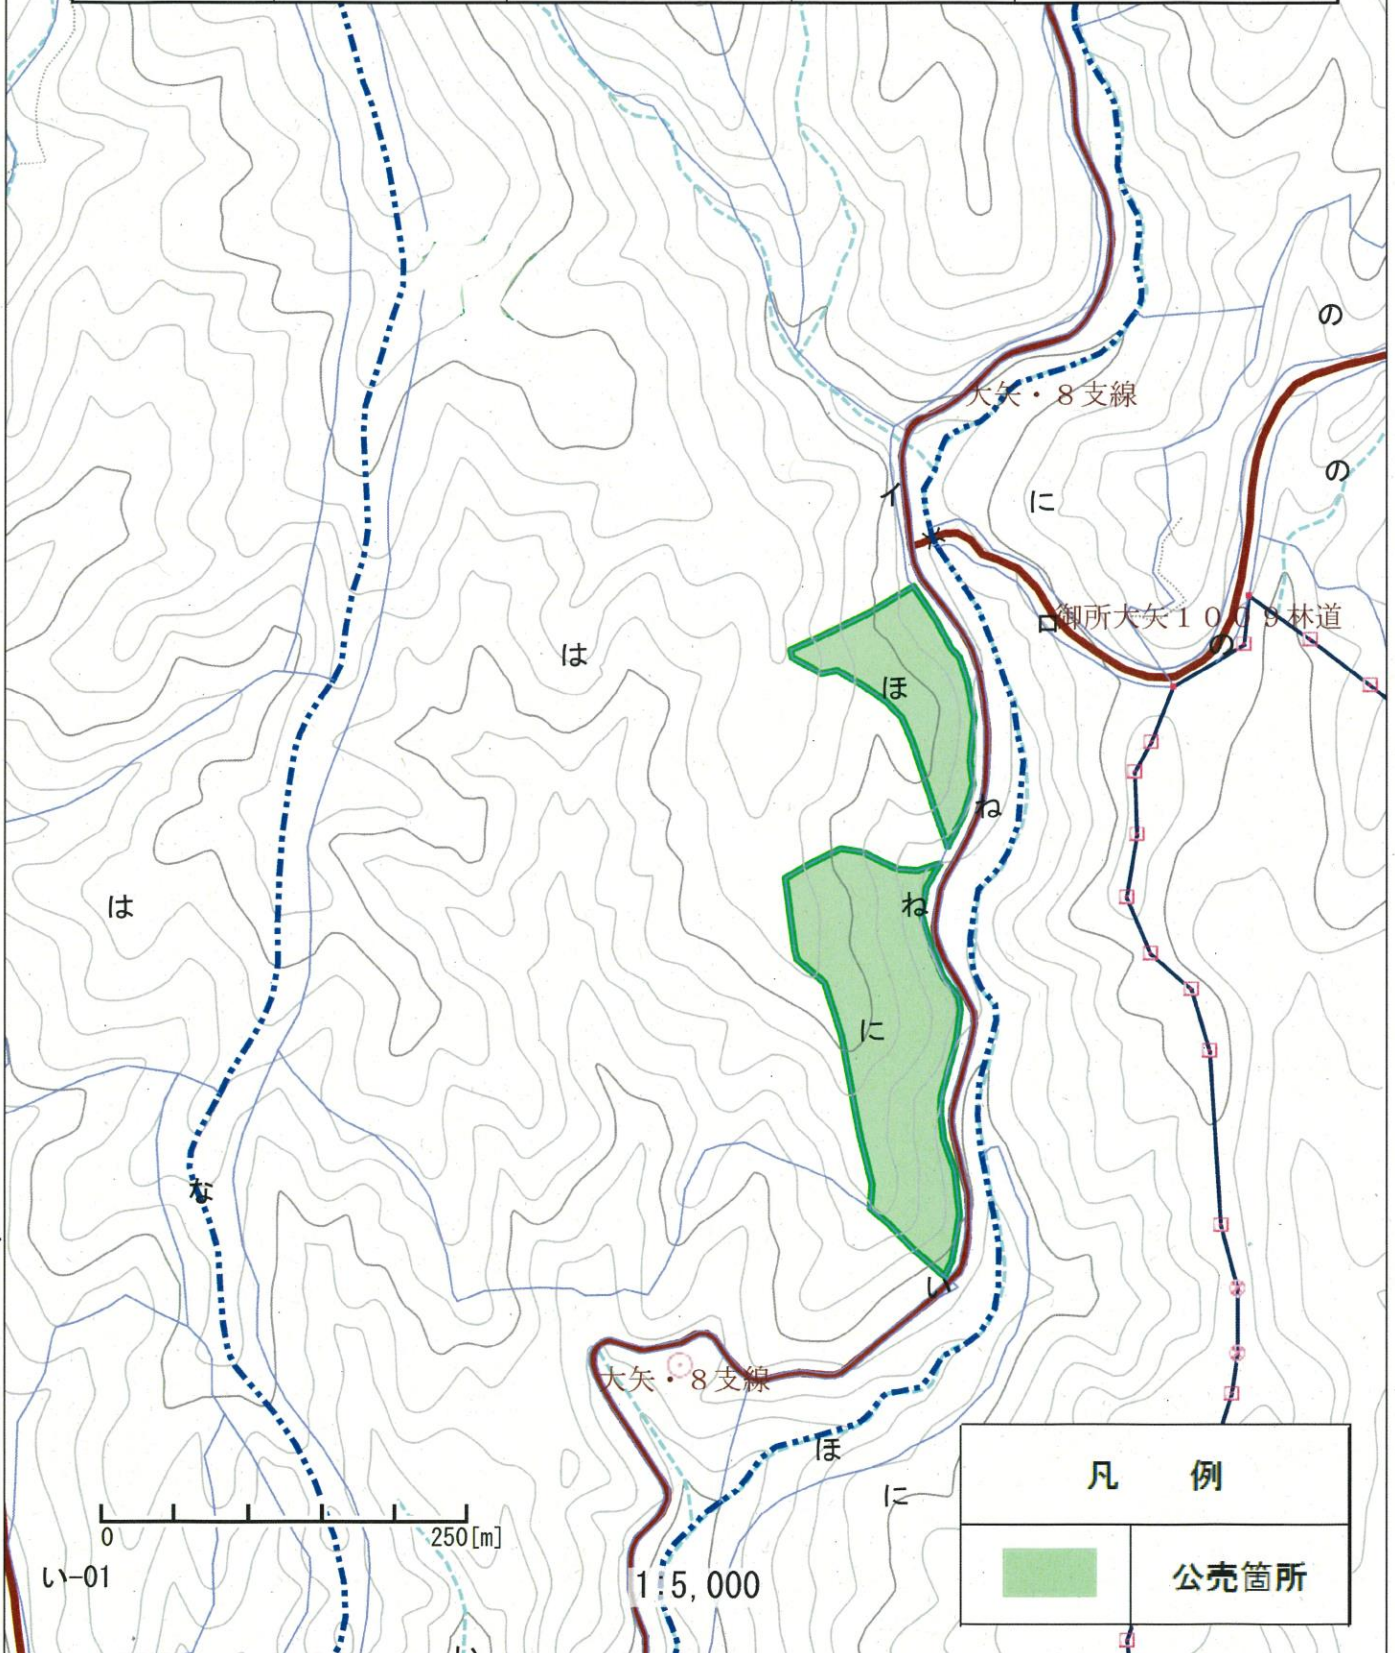 の
大矢・８支線
の
イ
に
御所大矢１００９林道
ロ
の
は
ほ
ね
は
ね
に
な
い
大矢・８支線
ほ
に
凡 例
公売箇所
0 250[m]
い-01
1:5,000